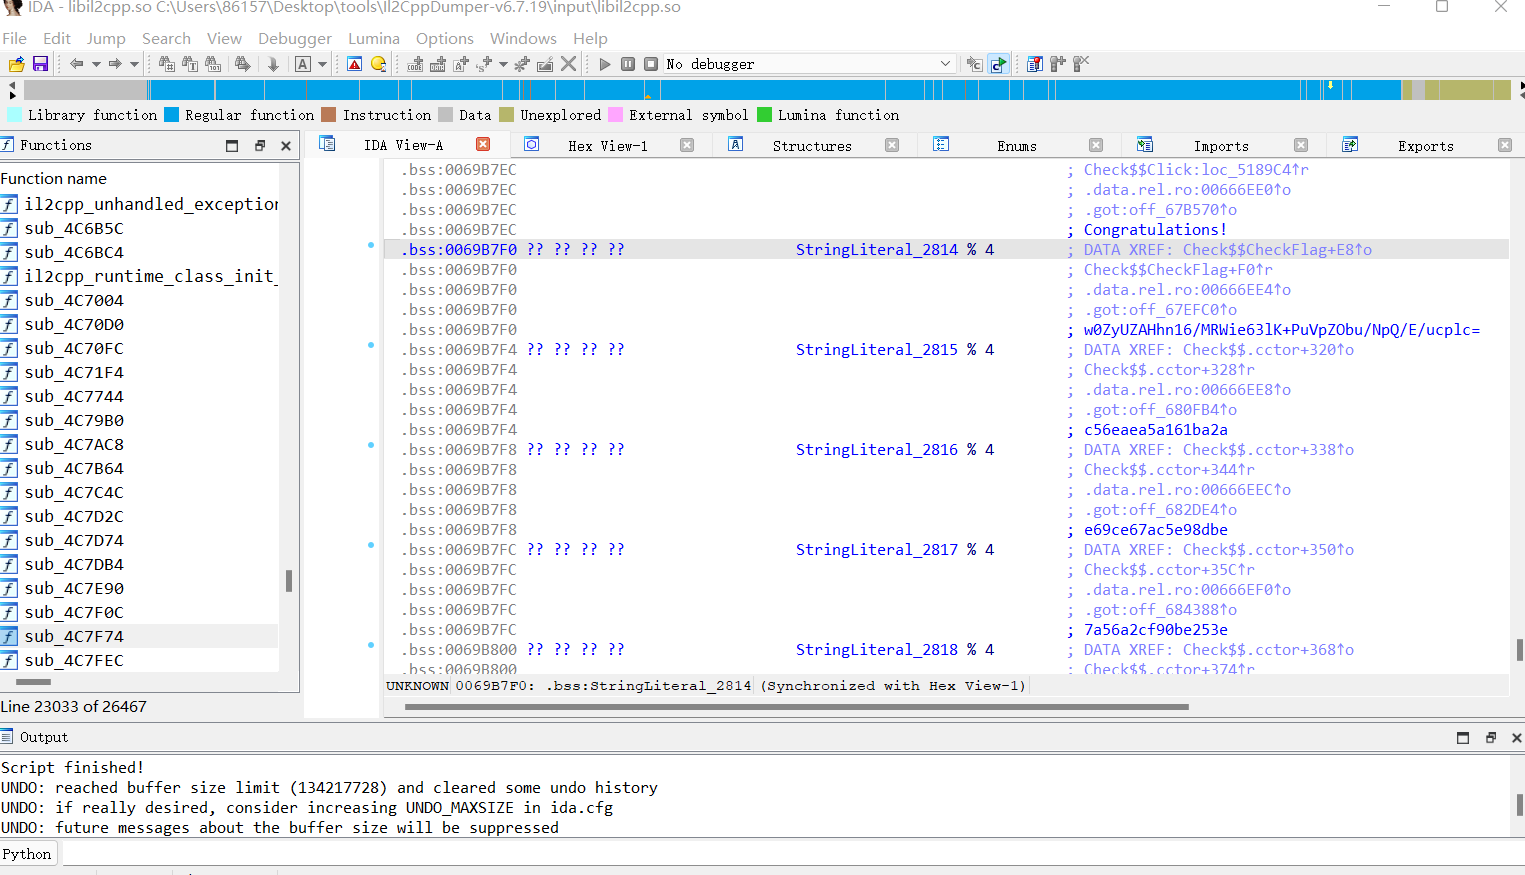 IDA - libil2cpp.so C:\Users\86157\Desktop\tools\Il2CppDumper-v6.7.19\input\libil2cpp.so
File Edit Jump Search View Debugger Lumina Options Windows Help
No debugger
Library function Regular function Instruction Data Unexplored External symbol Lumina function
Functions
IDA View-A Hex View-1 Structures Enums Imports Exports
Function name
il2cpp_unhandled_exception
sub_4C6B5C
sub_4C6BC4
il2cpp_runtime_class_init_
sub_4C7004
sub_4C70D0
sub_4C70FC
sub_4C71F4
sub_4C7744
sub_4C79B0
sub_4C7AC8
sub_4C7B64
sub_4C7C4C
sub_4C7D2C
sub_4C7D74
sub_4C7DB4
sub_4C7E90
sub_4C7F0C
sub_4C7F74
sub_4C7FEC
Line 23033 of 26467
.bss:0069B7EC ; Check$$Click:loc_5189C4↑r
.bss:0069B7EC ; .data.rel.ro:00666EE0↑o
.bss:0069B7EC ; .got:off_67B570↑o
.bss:0069B7EC ; Congratulations!
.bss:0069B7F0 ?? ?? ?? ?? StringLiteral_2814 % 4 ; DATA XREF: Check$$CheckFlag+E8↑o
.bss:0069B7F0 ; Check$$CheckFlag+F0↑r
.bss:0069B7F0 ; .data.rel.ro:00666EE4↑o
.bss:0069B7F0 ; .got:off_67EFC0↑o
.bss:0069B7F0 ; w0ZyUZAHhn16/MRWie63lK+PuVpZObu/NpQ/E/ucplc=
.bss:0069B7F4 ?? ?? ?? ?? StringLiteral_2815 % 4 ; DATA XREF: Check$$.cctor+320↑o
.bss:0069B7F4 ; Check$$.cctor+328↑r
.bss:0069B7F4 ; .data.rel.ro:00666EE8↑o
.bss:0069B7F4 ; .got:off_680FB4↑o
.bss:0069B7F4 ; c56eaea5a161ba2a
.bss:0069B7F8 ?? ?? ?? ?? StringLiteral_2816 % 4 ; DATA XREF: Check$$.cctor+338↑o
.bss:0069B7F8 ; Check$$.cctor+344↑r
.bss:0069B7F8 ; .data.rel.ro:00666EEC↑o
.bss:0069B7F8 ; .got:off_682DE4↑o
.bss:0069B7F8 ; e69ce67ac5e98dbe
.bss:0069B7FC ?? ?? ?? ?? StringLiteral_2817 % 4 ; DATA XREF: Check$$.cctor+350↑o
.bss:0069B7FC ; Check$$.cctor+35C↑r
.bss:0069B7FC ; .data.rel.ro:00666EF0↑o
.bss:0069B7FC ; .got:off_684388↑o
.bss:0069B7FC ; 7a56a2cf90be253e
.bss:0069B800 ?? ?? ?? ?? StringLiteral_2818 % 4 ; DATA XREF: Check$$.cctor+368↑o
.bss:0069B800 ; Check$$.cctor+374↑r
UNKNOWN 0069B7F0: .bss:StringLiteral_2814 (Synchronized with Hex View-1)
Output
Script finished!
UNDO: reached buffer size limit (134217728) and cleared some undo history
UNDO: if really desired, consider increasing UNDO_MAXSIZE in ida.cfg
UNDO: future messages about the buffer size will be suppressed
Python